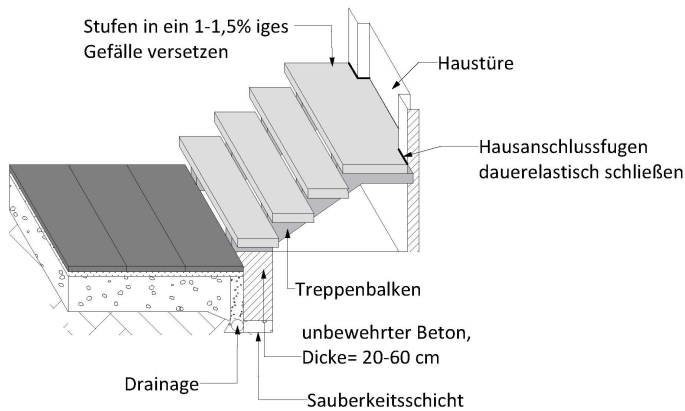 Stufen in ein 1-1,5% iges
Gefälle versetzen
Haustüre
Hausanschlussfugen
dauerelastisch schließen
Treppenbalken
unbewehrter Beton,
Dicke= 20-60 cm
Drainage
Sauberkeitsschicht